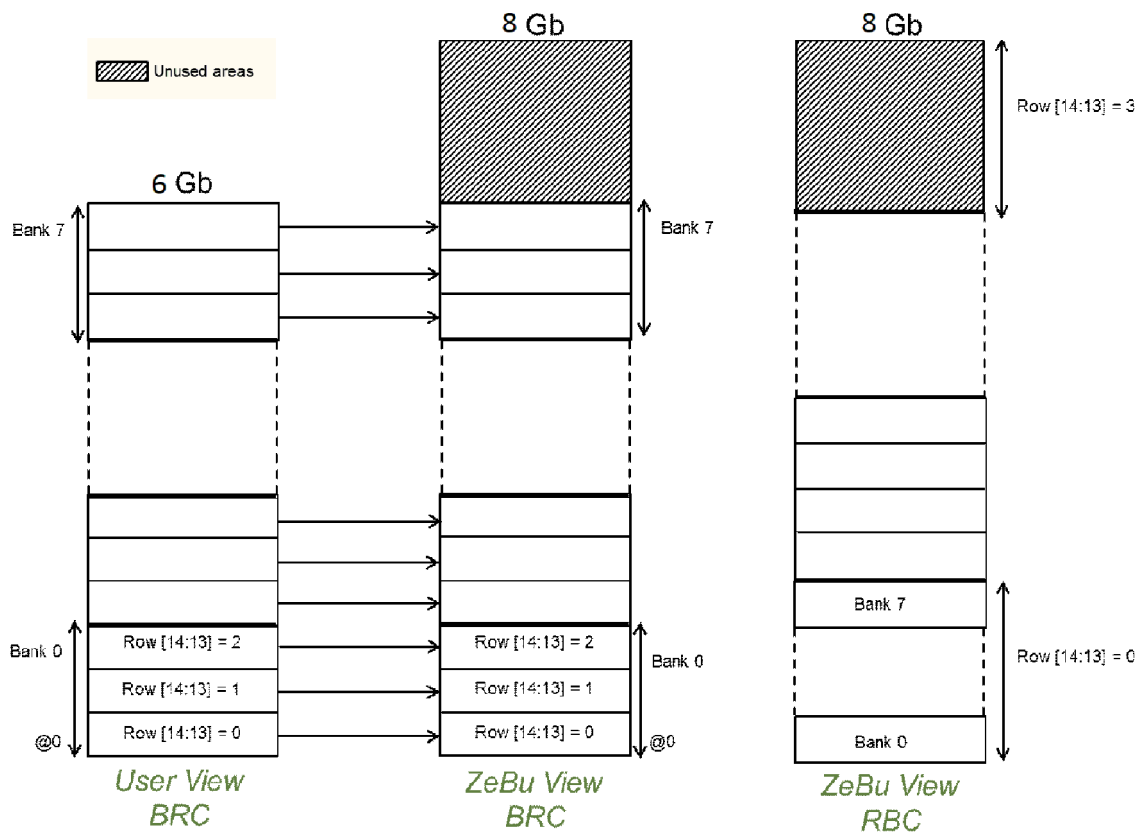 8 Gb
8 Gb
Unused areas
Row [14:13] = 3
6 Gb
Bank 7
Bank 7
Bank 7
Row [14:13] = 0
Bank 0
Row [14:13] = 2
Row [14:13] = 2
Bank 0
Row [14:13] = 1
Row [14:13] = 1
@0
Row [14:13] = 0
Row [14:13] = 0
@0
Bank 0
User View
BRC
ZeBu View
BRC
ZeBu View
RBC